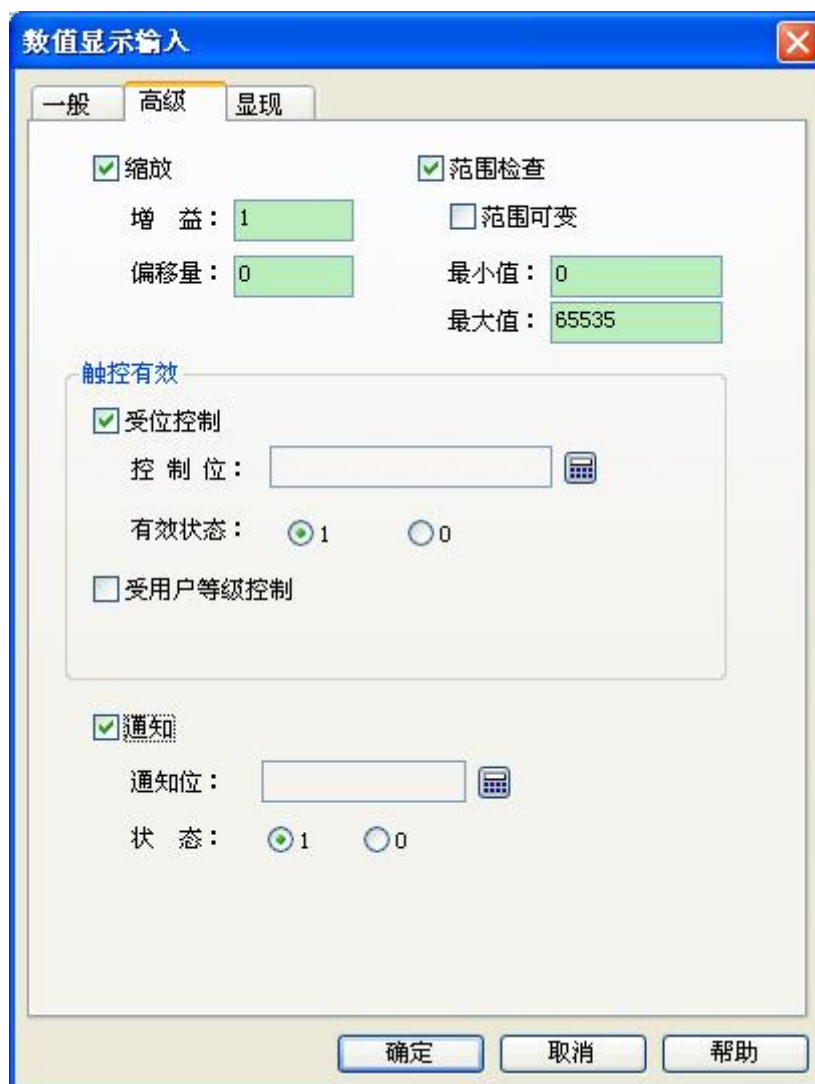 数值显示输入
一般 高级 显现
缩放 范围检查
增 益： 1 范围可变
偏移量： 0 最小值： 0
最大值： 65535
触控有效
受位控制
控 制 位：
有效状态： 1 0
受用户等级控制
通知
通知位：
状 态： 1 0
确定 取消 帮助